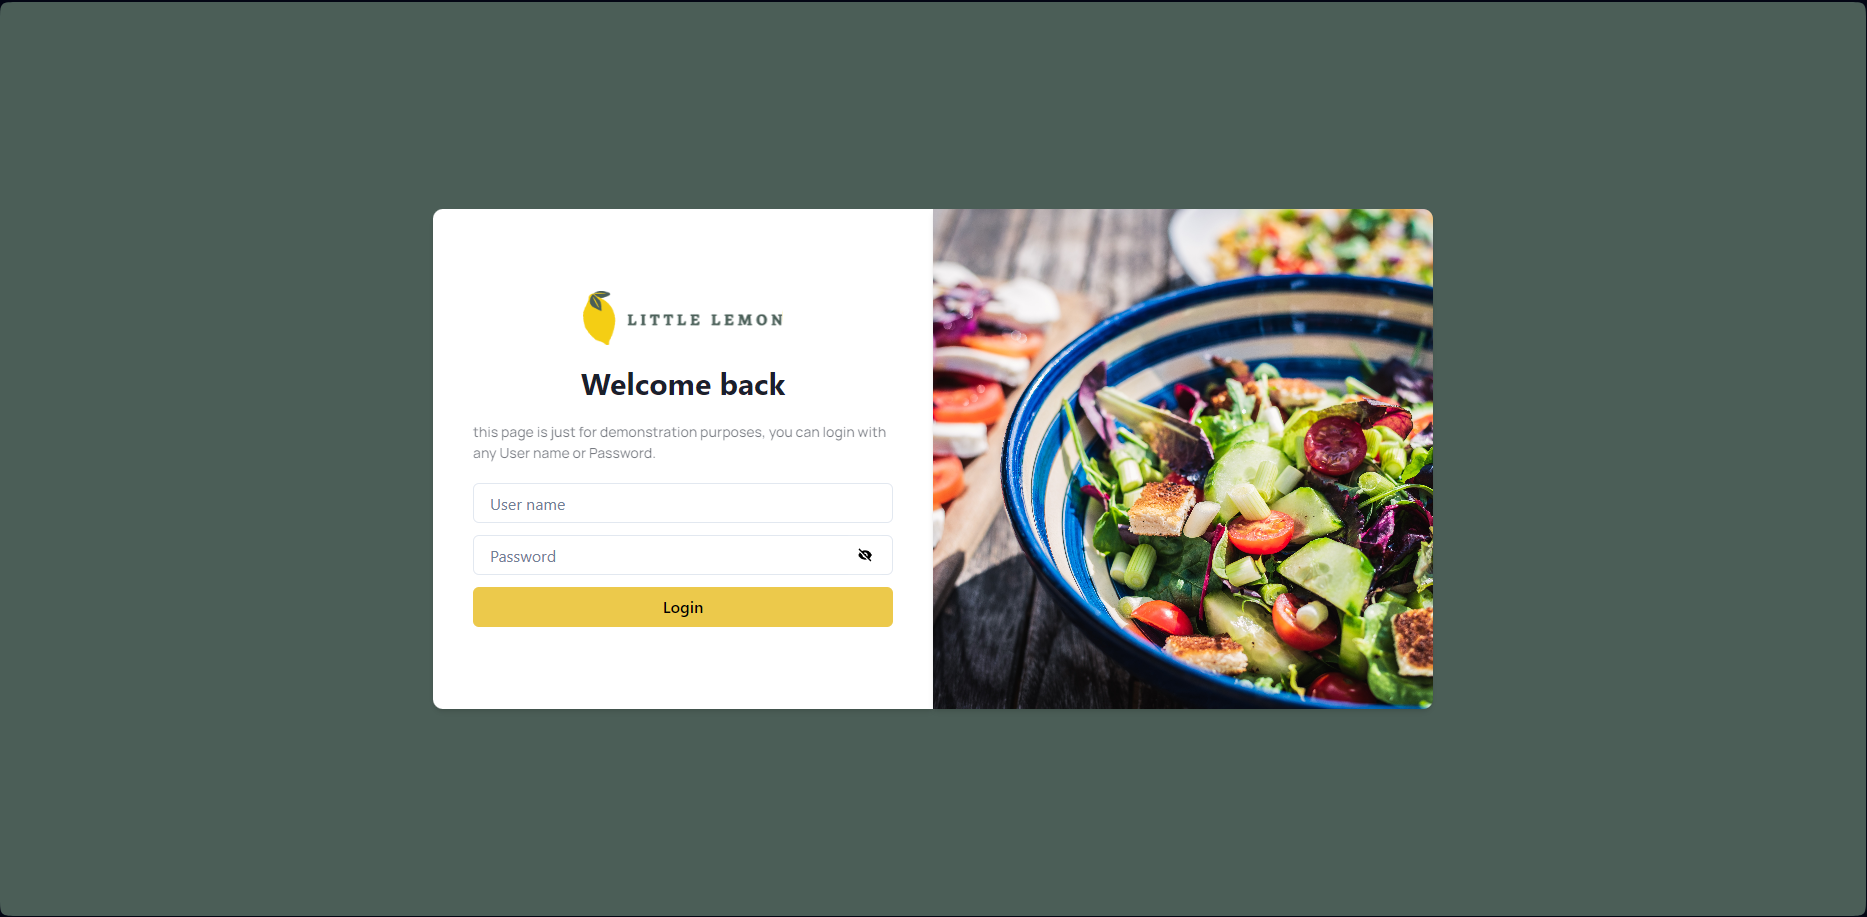 LITTLE LEMON
Welcome back
this page is just for demonstration purposes, you can login with
any User name or Password.
User name
Password
Login